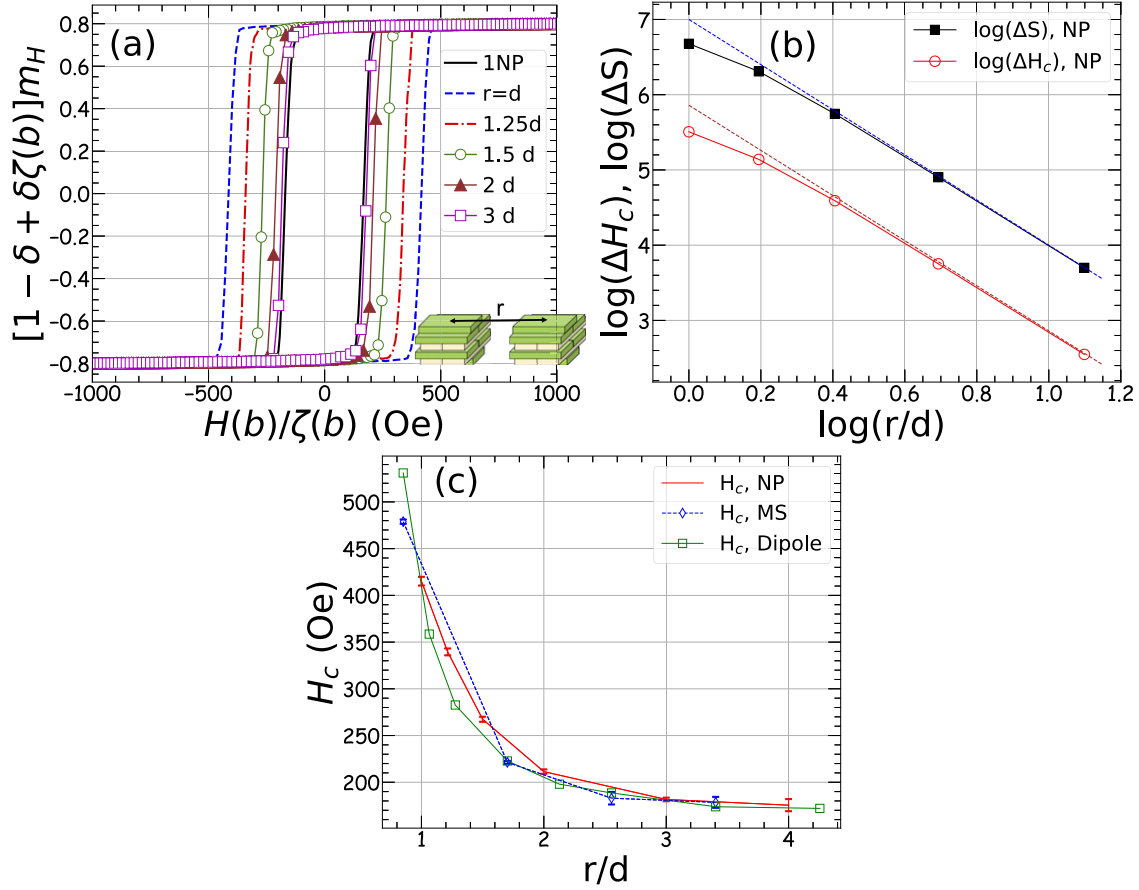 (a)
[1 − δ + δζ(b)]m_H
0.8
0.6
0.4
0.2
0.0
−0.2
−0.4
−0.6
−0.8
1NP
r=d
1.25d
1.5 d
2 d
3 d
r
−1000
−500
0
500
1000
H(b)/ζ(b) (Oe)
(b)
log(ΔH_c), log(ΔS)
7
6
5
4
3
log(ΔS), NP
log(ΔH_c), NP
0.0
0.2
0.4
0.6
0.8
1.0
1.2
log(r/d)
(c)
H_c (Oe)
500
450
400
350
300
250
200
H_c, NP
H_c, MS
H_c, Dipole
1
2
3
4
r/d